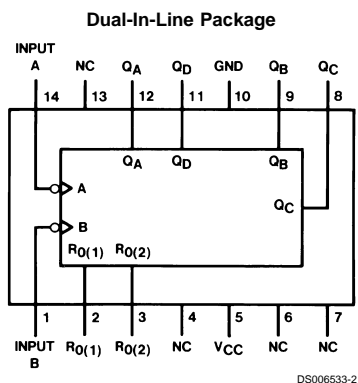 Dual-In-Line Package
INPUT
A NC QA QD GND QB QC
14 13 12 11 10 9 8
QA QD QB
A
QC
B
R0(1) R0(2)
1 2 3 4 5 6 7
INPUT R0(1) R0(2) NC VCC NC NC
B
DS006533-2